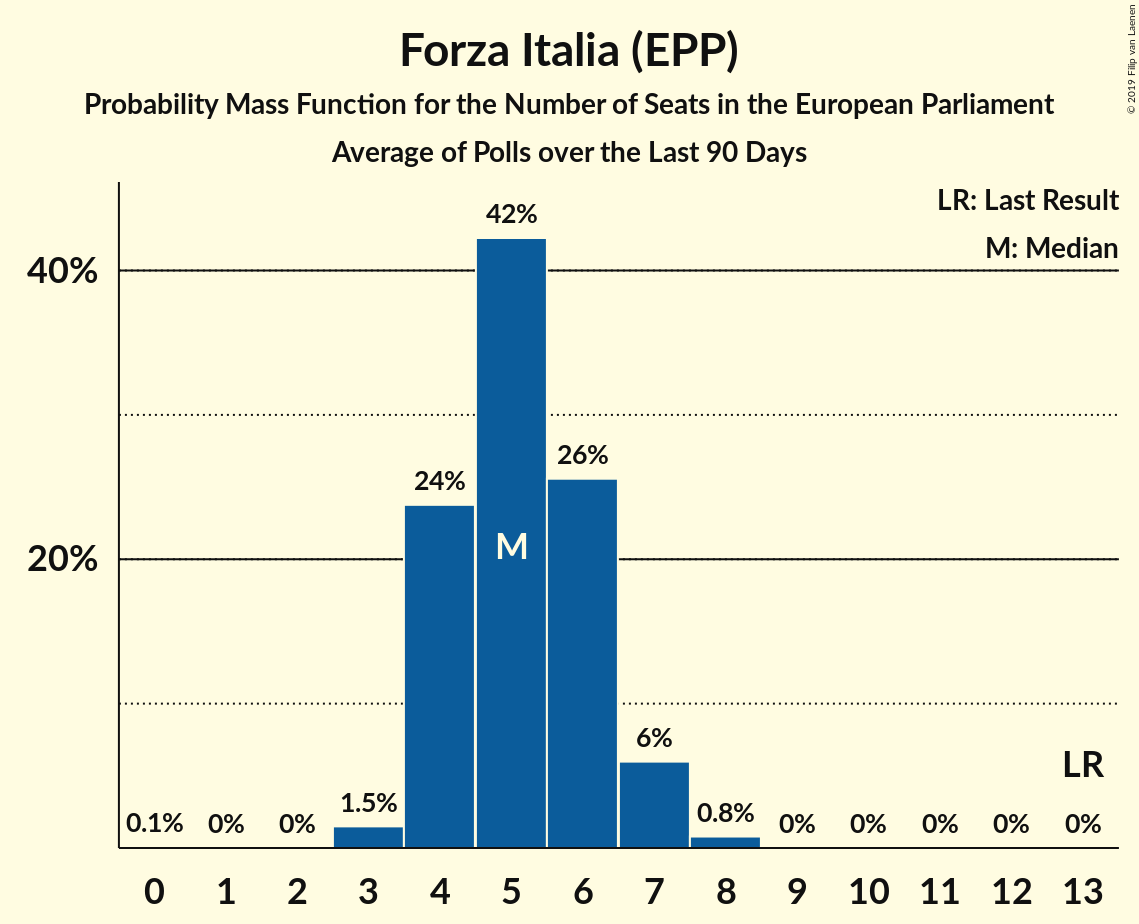 Forza Italia (EPP)
Probability Mass Function for the Number of Seats in the European Parliament
Average of Polls over the Last 90 Days
© 2019 Filip van Laenen
LR: Last Result
M: Median
40%
20%
0.1%
0%
0%
1.5%
24%
42%
26%
6%
0.8%
0%
0%
0%
0%
0%
M
LR
0 1 2 3 4 5 6 7 8 9 10 11 12 13